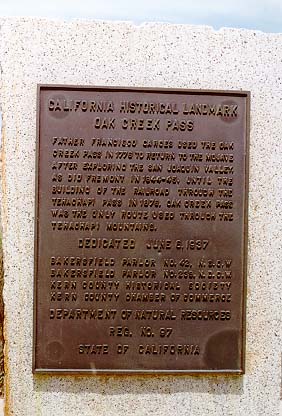 CALIFORNIA HISTORICAL LANDMARK
OAK CREEK PASS
FATHER FRANCISCO GARCES USED THE OAK
CREEK PASS IN 1776 TO RETURN TO THE MOJAVE
AFTER EXPLORING THE SAN JOAQUIN VALLEY,
AS DID FREMONT IN 1844-45. UNTIL THE
BUILDING OF THE RAILROAD THROUGH THE
TEHACHAPI PASS IN 1876, OAK CREEK PASS
WAS THE ONLY ROUTE USED THROUGH THE
TEHACHAPI MOUNTAINS.
DEDICATED JUNE 6, 1937
BAKERSFIELD PARLOR NO. 42, N.S.G.W.
BAKERSFIELD PARLOR NO. 239, N.D.G.W.
KERN COUNTY HISTORICAL SOCIETY
KERN COUNTY CHAMBER OF COMMERCE
DEPARTMENT OF NATURAL RESOURCES
REG. NO. 97
STATE OF CALIFORNIA